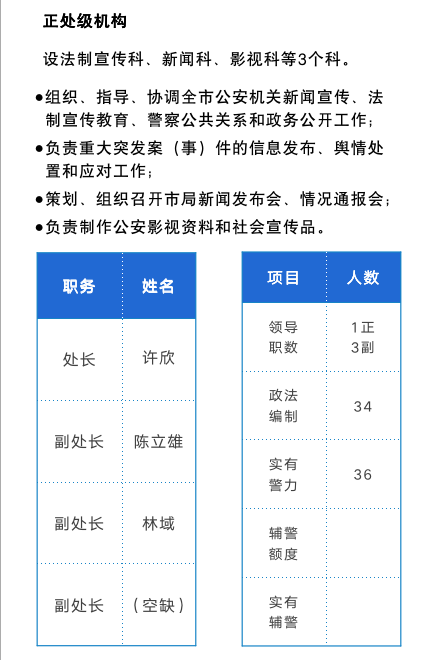 正处级机构
设法制宣传科、新闻科、影视科等3个科。
●组织、指导、协调全市公安机关新闻宣传、法
制宣传教育、警察公共关系和政务公开工作；
●负责重大突发案（事）件的信息发布、舆情处
置和应对工作；
●策划、组织召开市局新闻发布会、情况通报会；
●负责制作公安影视资料和社会宣传品。
职务 姓名
处长 许欣
副处长 陈立雄
副处长 林域
副处长 （空缺）
项目 人数
领导 1正
职数 3副
政法
编制 34
实有
警力 36
辅警
额度
实有
辅警